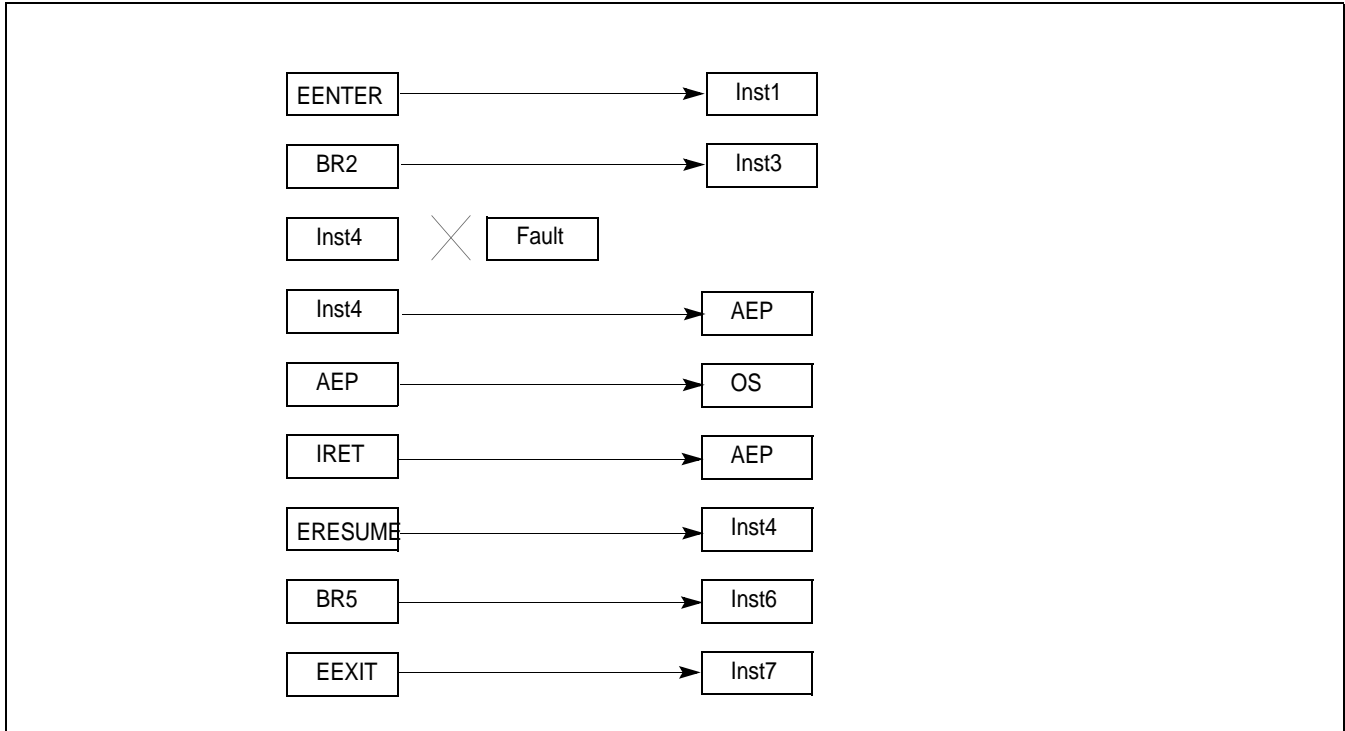 EENTER Inst1
BR2 Inst3
Inst4 Fault
Inst4 AEP
AEP OS
IRET AEP
ERESUME Inst4
BR5 Inst6
EEXIT Inst7